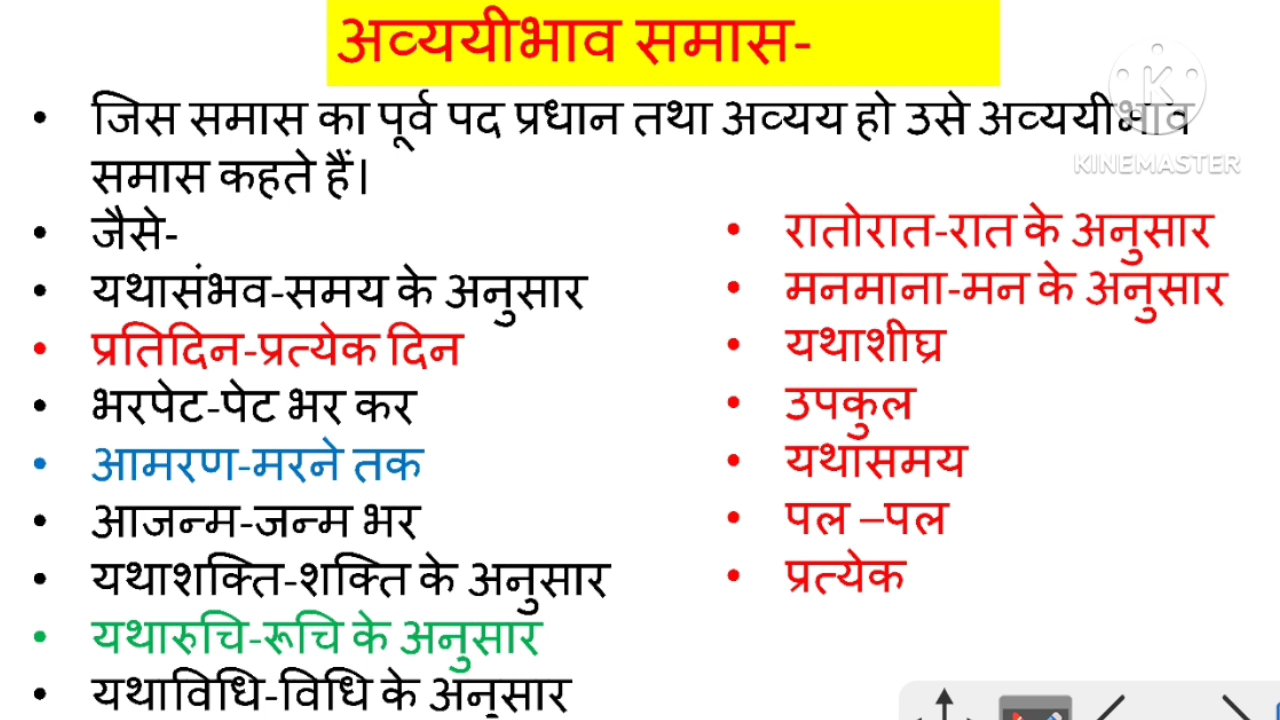 अव्ययीभाव समास-
• जिस समास का पूर्व पद प्रधान तथा अव्यय हो उसे अव्ययीभाव
समास कहते हैं।
• जैसे-
• यथासंभव-समय के अनुसार
• प्रतिदिन-प्रत्येक दिन
• भरपेट-पेट भर कर
• आमरण-मरने तक
• आजन्म-जन्म भर
• यथाशक्ति-शक्ति के अनुसार
• यथारुचि-रूचि के अनुसार
• यथाविधि-विधि के अनुसार
• रातोरात-रात के अनुसार
• मनमाना-मन के अनुसार
• यथाशीघ्र
• उपकुल
• यथासमय
• पल –पल
• प्रत्येक
K
KINEMASTER